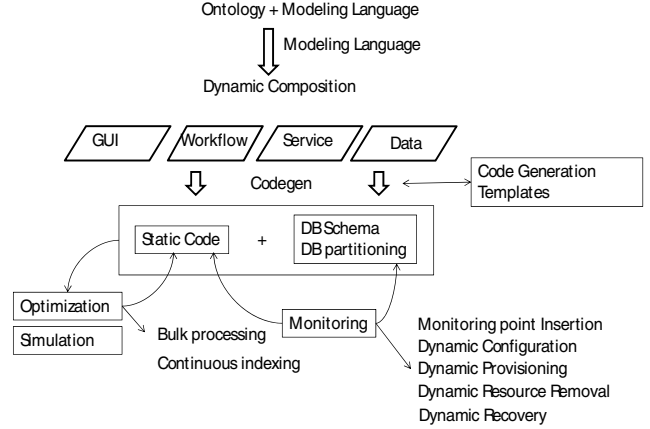 Ontology + Modeling Language
Modeling Language
Dynamic Composition
GUI
Workflow
Service
Data
Codegen
Code Generation
Templates
Static Code
+
DB Schema
DB partitioning
Optimization
Simulation
Bulk processing
Continuous indexing
Monitoring
Monitoring point Insertion
Dynamic Configuration
Dynamic Provisioning
Dynamic Resource Removal
Dynamic Recovery